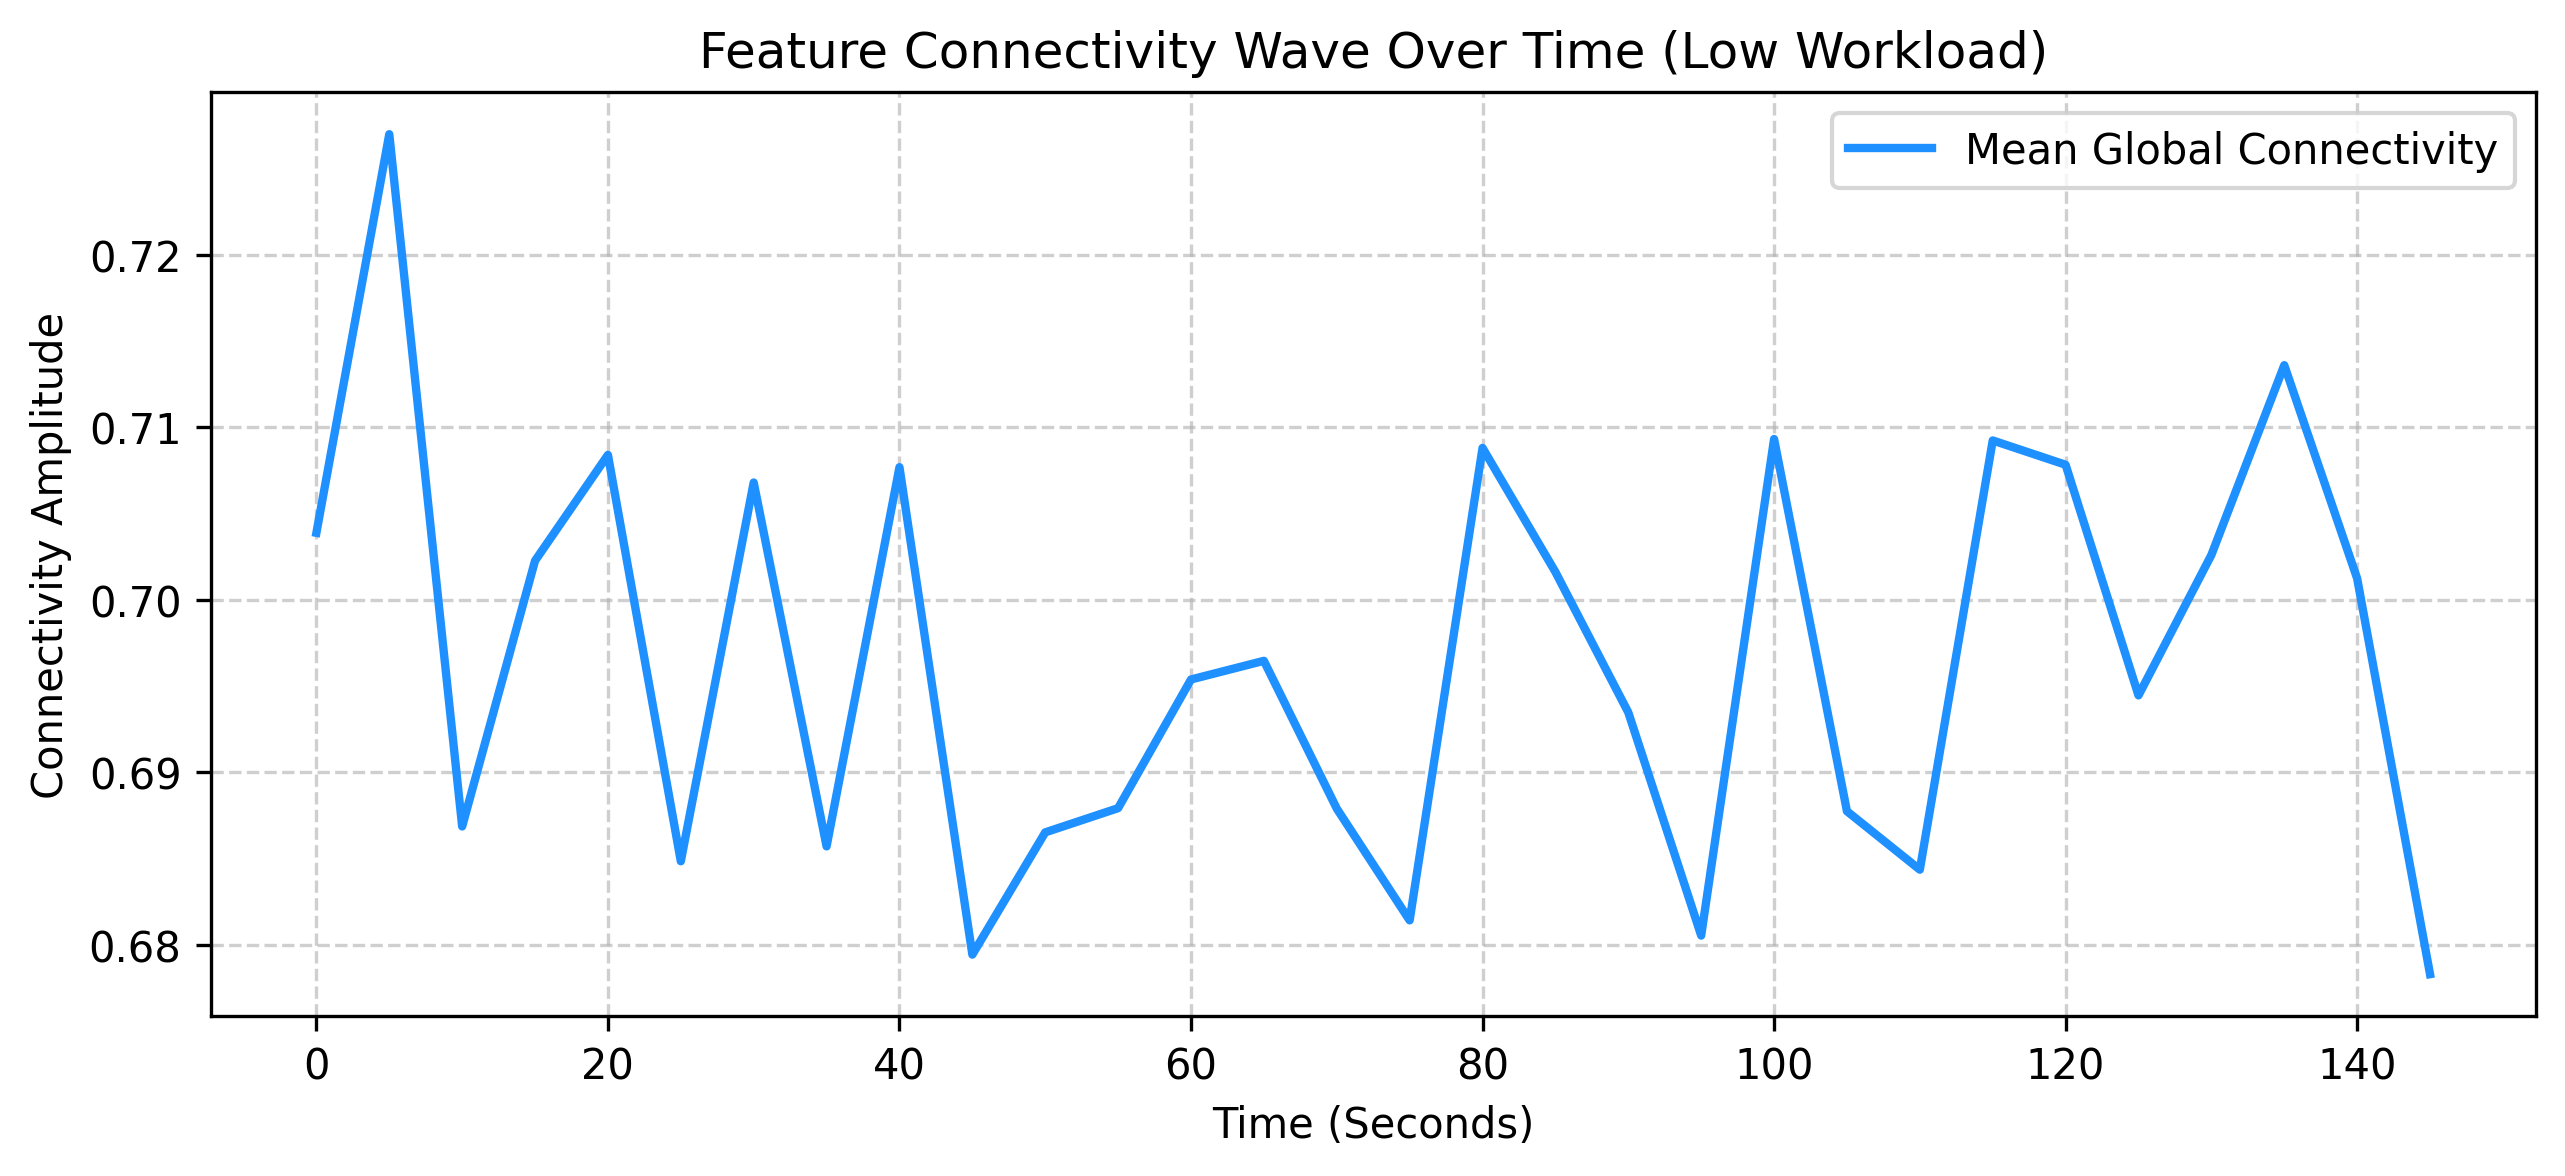 Feature Connectivity Wave Over Time (Low Workload)
Mean Global Connectivity
Connectivity Amplitude
0.72
0.71
0.70
0.69
0.68
0 20 40 60 80 100 120 140
Time (Seconds)